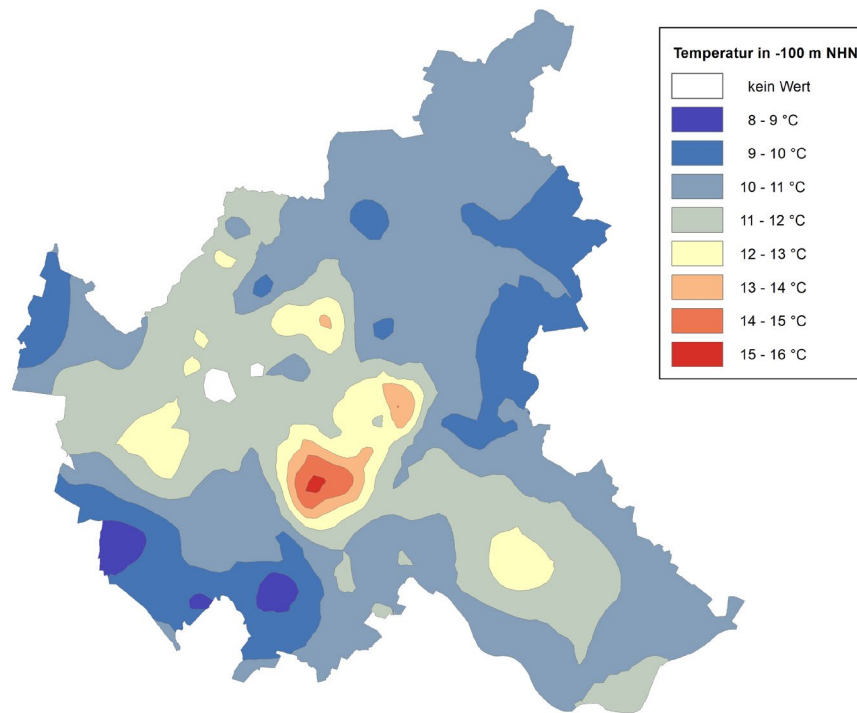 Temperatur in -100 m NHN
kein Wert
8 - 9 °C
9 - 10 °C
10 - 11 °C
11 - 12 °C
12 - 13 °C
13 - 14 °C
14 - 15 °C
15 - 16 °C